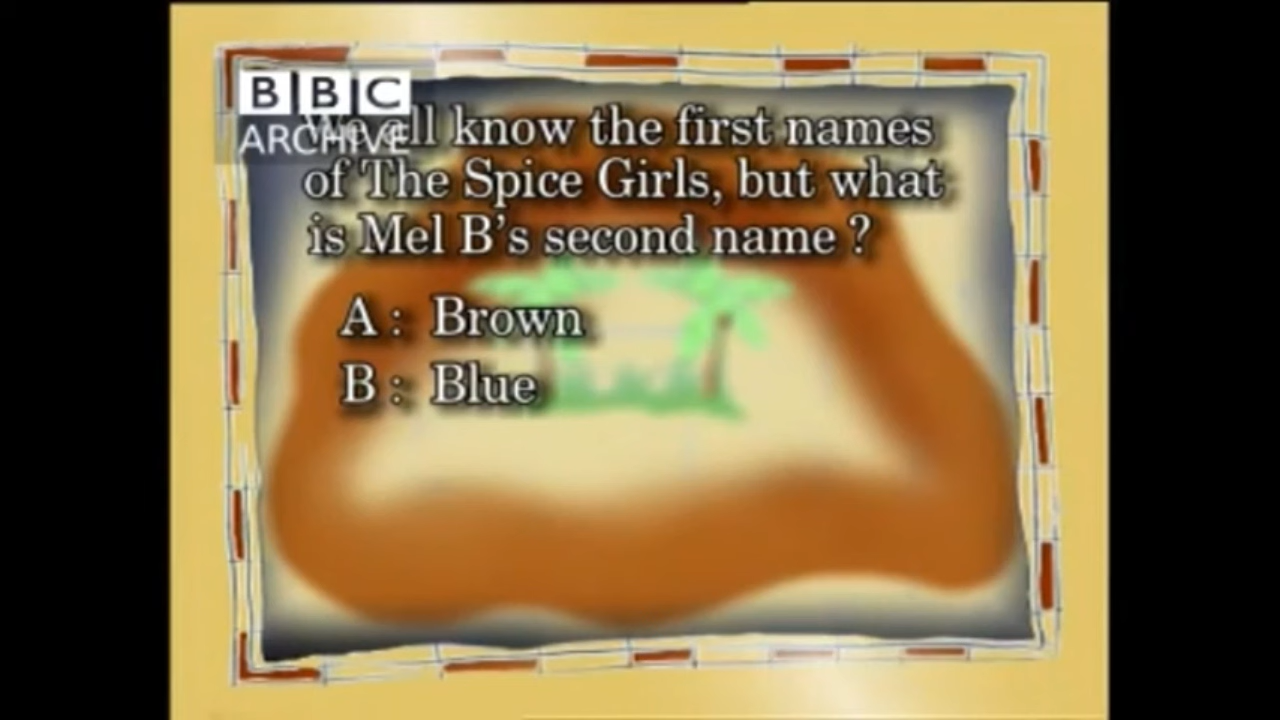 BBC
ARCHIVE
We all know the first names
of The Spice Girls, but what
is Mel B's second name ?
A : Brown
B : Blue